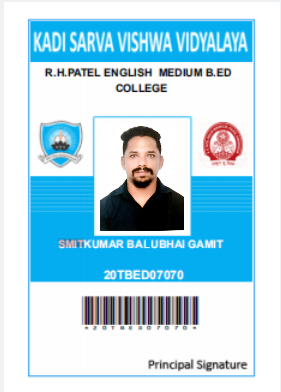 KADI SARVA VISHWA VIDYALAYA
R.H.PATEL ENGLISH MEDIUM B.ED
COLLEGE
SMITKUMAR BALUBHAI GAMIT
20TBED07070
*20TBED07070*
Principal Signature